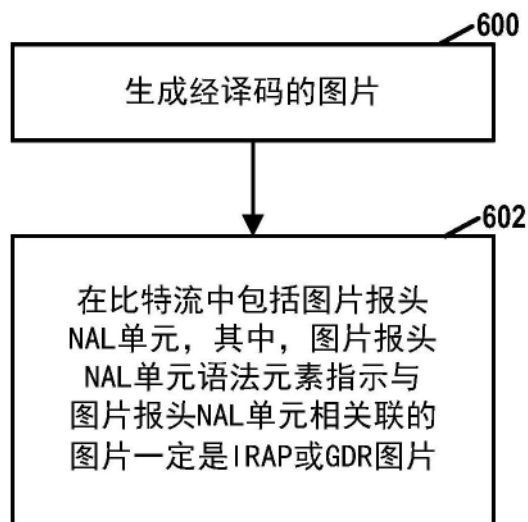 600
生成经译码的图片
602
在比特流中包括图片报头
NAL单元，其中，图片报头
NAL单元语法元素指示与
图片报头NAL单元相关联的
图片一定是IRAP或GDR图片